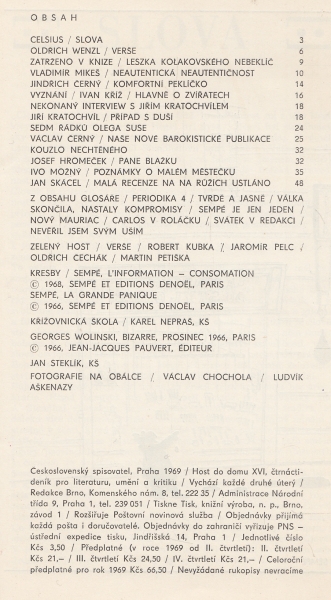 OBSAH
CELSIUS / SLOVA 3
OLDRICH WENZL / VERŠE 6
ZATRŽENO V KNIZE / LESZKA KOLAKOVSKÉHO NEBEKLÍČ 9
VLADIMÍR MIKEŠ / NEAUTENTICKÁ NEAUTENTIČNOST 10
JINDŘICH ČERNÝ / KOMFORTNÍ PEKLÍČKO 14
VYZNÁNÍ / IVAN KŘÍŽ / HLAVNĚ O ZVÍŘATECH 16
NEKONANÝ INTERVIEW S JIŘÍM KRATOCHVÍLEM 18
JIŘÍ KRATOCHVÍL / PŘÍPAD S DUŠÍ 18
SEDM ŘÁDKŮ OLEGA SUSE 24
VÁCLAV ČERNÝ / NAŠE NOVÉ BAROKISTICKÉ PUBLIKACE 25
KOUZLO NECHTĚNÉHO 32
JOSEF HROMEČEK / PANE BLAŽKU 32
IVO MOŽNÝ / POZNÁMKY O MALÉM MĚSTEČKU 35
JAN SKÁCEL / MALÁ RECENZE NA NA RŮŽÍCH USTLÁNO 48
Z OBSAHU GLOSÁŘE / PERIODIKA 4 / TVRDĚ A JASNĚ / VÁLKA
SKONČILA, NASTALY KOMPROMISY / SEMPÉ JE JEN JEDEN /
NOVÝ MAURIAC / CARLOS V ROLÁČKU / SVÁTEK V REDAKCI /
NEVĚŘIL JSEM SVÝM UŠÍM
ZELENÝ HOST / VERŠE / ROBERT KUBKA / JAROMÍR PELC /
OLDŘICH ČECHÁK / MARTIN PETIŠKA
KRESBY / SEMPÉ, L'INFORMATION – CONSOMATION
© 1968, SEMPÉ ET EDITIONS DENOËL, PARIS
SEMPÉ, LA GRANDE PANIQUE
© 1966, SEMPÉ ET EDITIONS DENOËL, PARIS
KŘIŽOVNICKÁ ŠKOLA / KAREL NEPRAŠ, KŠ
GEORGES WOLINSKI, BIZARRE, PROSINEC 1966, PARIS
© 1966, JEAN-JACQUES PAUVERT, ÉDITEUR
JAN STEKLÍK, KŠ
FOTOGRAFIE NA OBÁLCE / VÁCLAV CHOCHOLA / LUDVÍK
AŠKENAZY
Československý spisovatel, Praha 1969 / Host do domu XVI, čtrnácti-
deník pro literaturu, umění a kritiku / Vychází každé druhé úterý /
Redakce Brno, Komenského nám. 8, tel. 222 35 / Administrace Národní
třída 9, Praha 1, tel. 239 051 / Tiskne Tisk, knižní výroba, n. p., Brno,
závod 1 / Rozšiřuje Poštovní novinová služba / Objednávky přijímá
každá pošta i doručovatelé. Objednávky do zahraničí vyřizuje PNS –
ústřední expedice tisku, Jindřišská 14, Praha 1 / Jednotlivé číslo
Kčs 3,50 / Předplatné (v roce 1969 od II. čtvrtletí): II. čtvrtletí
Kčs 21,– / III. čtvrtletí Kčs 24,50 / IV. čtvrtletí Kčs 21,– / Celoroční
předplatné pro rok 1969 Kčs 66,50 / Nevyžádané rukopisy nevracíme